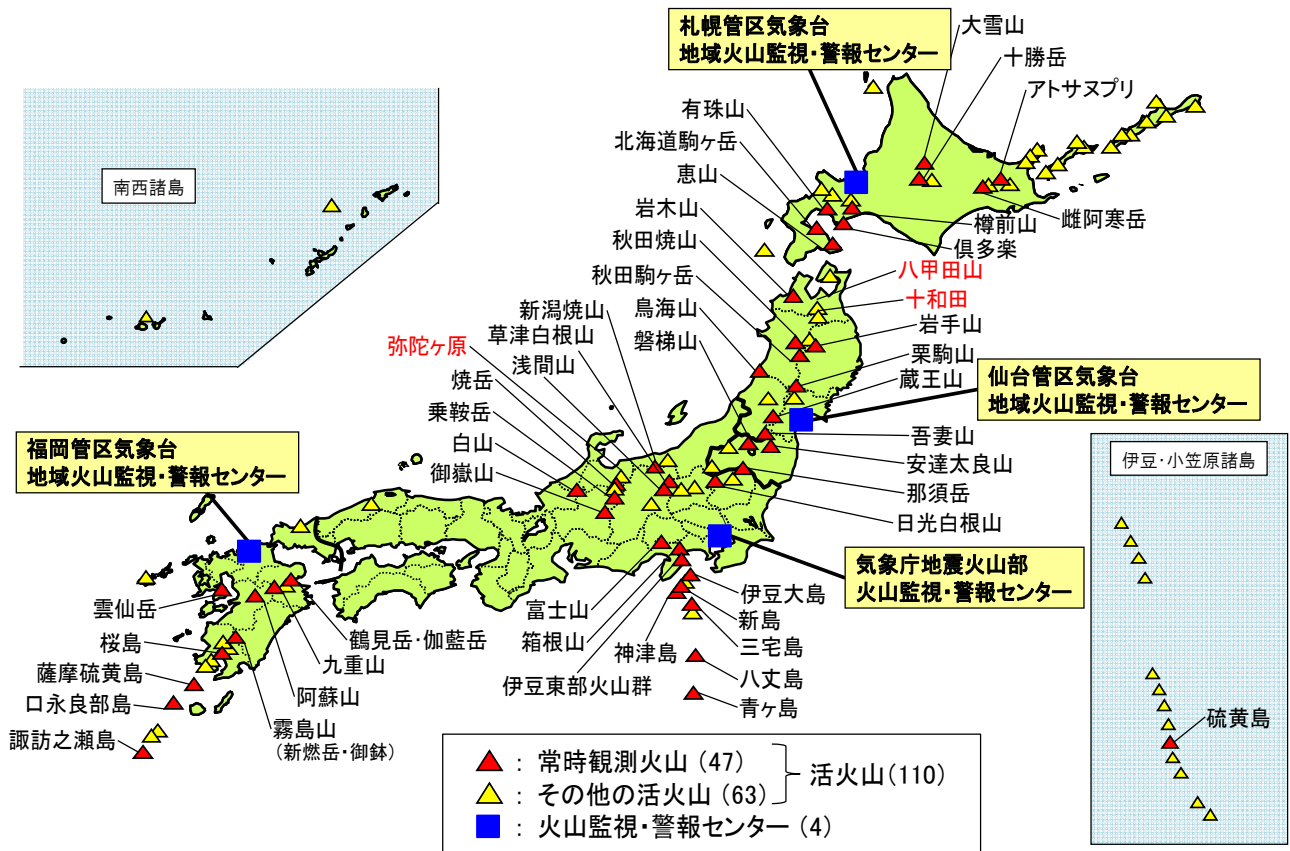 札幌管区気象台
地域火山監視・警報センター
大雪山
十勝岳
アトサヌプリ
有珠山
北海道駒ヶ岳
恵山
岩木山
秋田焼山
秋田駒ヶ岳
鳥海山
磐梯山
新潟焼山
草津白根山
弥陀ヶ原
浅間山
焼岳
乗鞍岳
白山
御嶽山
雌阿寒岳
樽前山
倶多楽
八甲田山
十和田
岩手山
栗駒山
蔵王山
吾妻山
安達太良山
那須岳
日光白根山
仙台管区気象台
地域火山監視・警報センター
南西諸島
福岡管区気象台
地域火山監視・警報センター
気象庁地震火山部
火山監視・警報センター
伊豆・小笠原諸島
硫黄島
雲仙岳
桜島
薩摩硫黄島
口永良部島
諏訪之瀬島
鶴見岳・伽藍岳
九重山
阿蘇山
霧島山
(新燃岳・御鉢)
富士山
箱根山
伊豆東部火山群
伊豆大島
新島
神津島
三宅島
八丈島
青ヶ島
： 常時観測火山(47)
： その他の活火山(63)
活火山(110)
： 火山監視・警報センター(4)